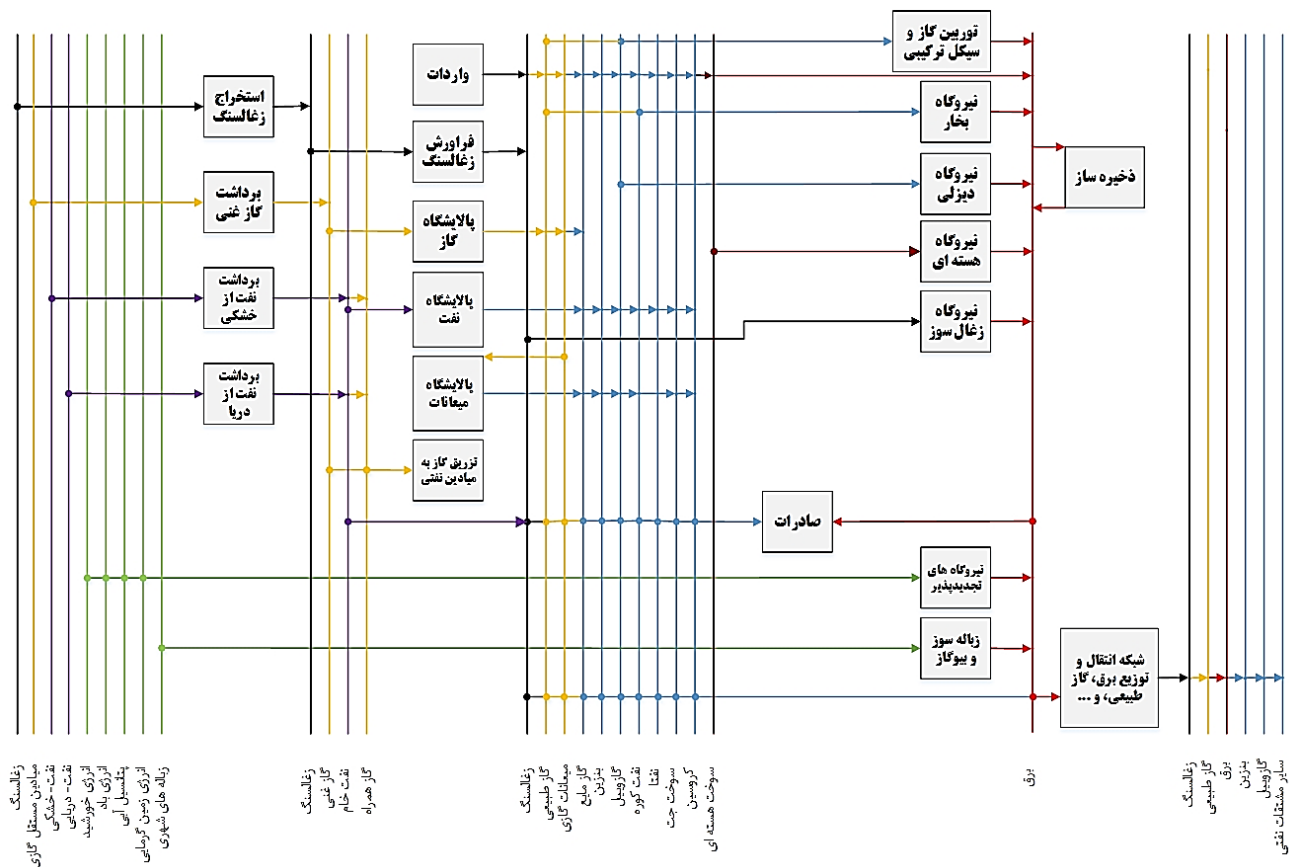 توربین گاز و
سیکل ترکیبی
واردات
استخراج
زغالسنگ
نیروگاه
بخار
فراورش
زغالسنگ
ذخیره ساز
نیروگاه
دیزلی
برداشت
گاز غنی
پالایشگاه
گاز
نیروگاه
هسته ای
برداشت
نفت از
خشکی
پالایشگاه
نفت
نیروگاه
زغال سوز
برداشت
نفت از
دریا
پالایشگاه
میعانات
تزریق گاز به
میادین نفتی
صادرات
نیروگاه های
تجدیدپذیر
زباله سوز
و بیوگاز
شبکه انتقال و
توزیع برق، گاز
طبیعی، و ...
زغالسنگ
میادین مستقل گازی
نفت- خشکی
نفت- دریایی
انرژی خورشید
انرژی باد
پتانسیل آبی
انرژی زمین گرمایی
زباله های شهری
زغالسنگ
گاز غنی
نفت خام
گاز همراه
زغالسنگ
گاز طبیعی
میعانات گازی
گاز مایع
بنزین
گازوییل
نفت کوره
نفتا
سوخت جت
کروسین
سوخت هسته ای
برق
زغالسنگ
گاز طبیعی
برق
بنزین
گازوییل
سایر مشتقات نفتی